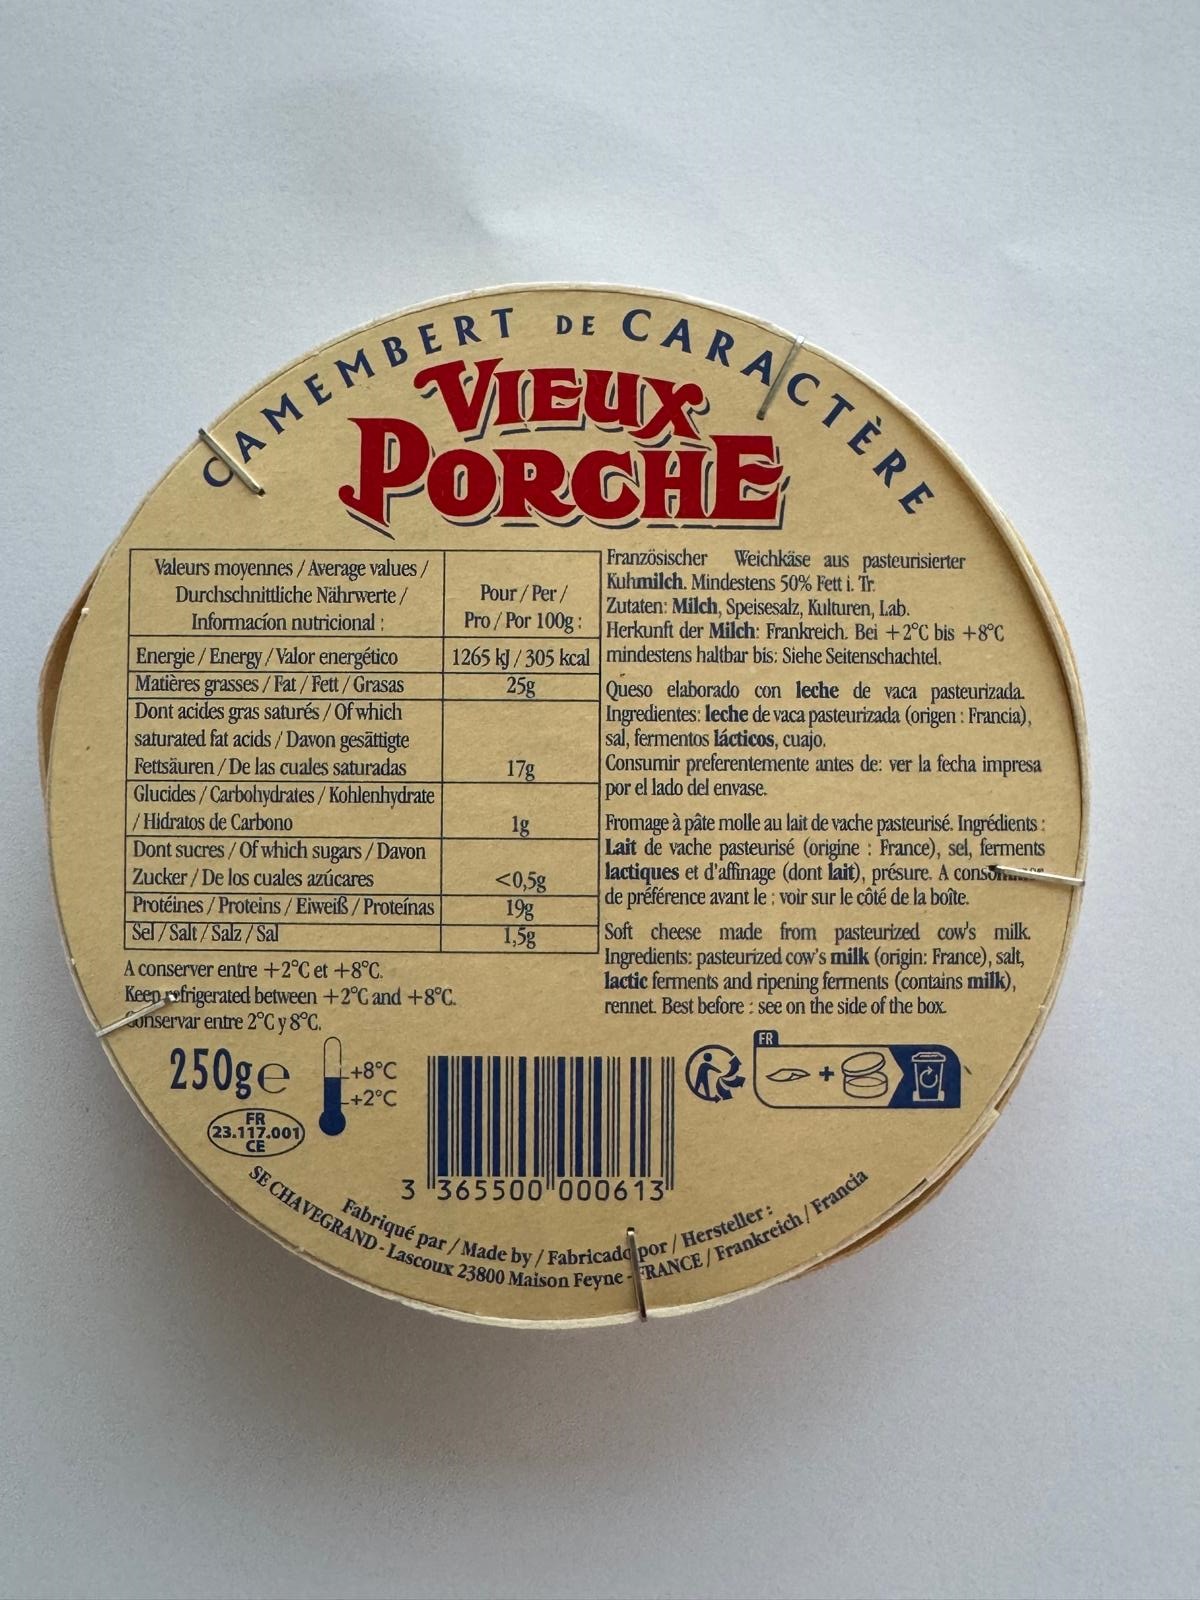 CAMEMBERT DE CARACTÈRE
VIEUX
PORCHE
Valeurs moyennes / Average values /
Durchschnittliche Nährwerte /
Informacíon nutricional :
Pour / Per /
Pro / Por 100g :
Energie / Energy / Valor energético 1265 kJ / 305 kcal
Matières grasses / Fat / Fett / Grasas 25g
Dont acides gras saturés / Of which
saturated fat acids / Davon gesättigte
Fettsäuren / De las cuales saturadas 17g
Glucides / Carbohydrates / Kohlenhydrate
/ Hidratos de Carbono 1g
Dont sucres / Of which sugars / Davon
Zucker / De los cuales azúcares <0,5g
Protéines / Proteins / Eiweiß / Proteínas 19g
Sel / Salt / Salz / Sal 1,5g
A conserver entre +2°C et +8°C.
Keep refrigerated between +2°C and +8°C.
Conservar entre 2°C y 8°C.
Französischer Weichkäse aus pasteurisierter
Kuhmilch. Mindestens 50% Fett i. Tr.
Zutaten: Milch, Speisesalz, Kulturen, Lab.
Herkunft der Milch: Frankreich. Bei +2°C bis +8°C
mindestens haltbar bis: Siehe Seitenschachtel.
Queso elaborado con leche de vaca pasteurizada.
Ingredientes: leche de vaca pasteurizada (origen : Francia),
sal, fermentos lácticos, cuajo.
Consumir preferentemente antes de: ver la fecha impresa
por el lado del envase.
Fromage à pâte molle au lait de vache pasteurisé. Ingrédients :
Lait de vache pasteurisé (origine : France), sel, ferments
lactiques et d'affinage (dont lait), présure. A consommer
de préférence avant le : voir sur le côté de la boîte.
Soft cheese made from pasteurized cow's milk.
Ingredients: pasteurized cow's milk (origin: France), salt,
lactic ferments and ripening ferments (contains milk),
rennet. Best before : see on the side of the box.
250g e
+8°C
+2°C
FR
23.117.001
CE
3 365500 000613
FR
+
Fabriqué par / Made by / Fabricado por / Hersteller :
SE CHAVEGRAND - Lascoux 23800 Maison Feyne - FRANCE / Frankreich / Francia